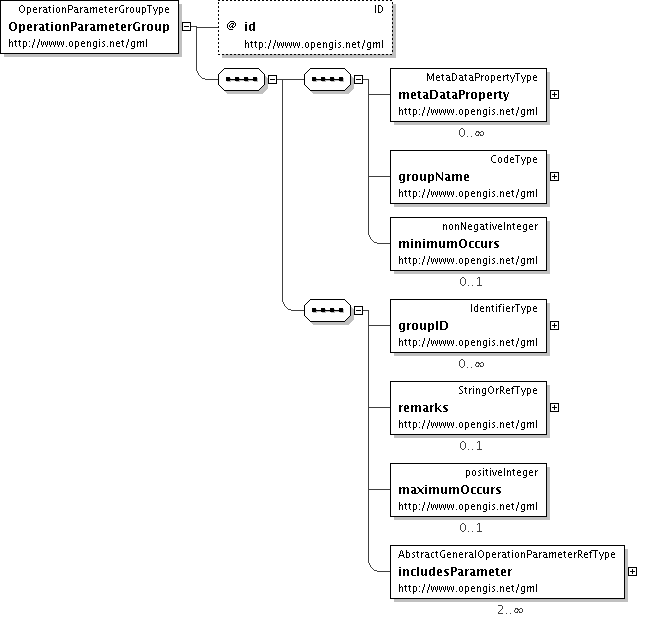 OperationParameterGroupType
OperationParameterGroup
http://www.opengis.net/gml
ID
@ id
http://www.opengis.net/gml
MetaDataPropertyType
metaDataProperty
http://www.opengis.net/gml
0..∞
CodeType
groupName
http://www.opengis.net/gml
nonNegativeInteger
minimumOccurs
http://www.opengis.net/gml
0..1
IdentifierType
groupID
http://www.opengis.net/gml
0..∞
StringOrRefType
remarks
http://www.opengis.net/gml
0..1
positiveInteger
maximumOccurs
http://www.opengis.net/gml
0..1
AbstractGeneralOperationParameterRefType
includesParameter
http://www.opengis.net/gml
2..∞